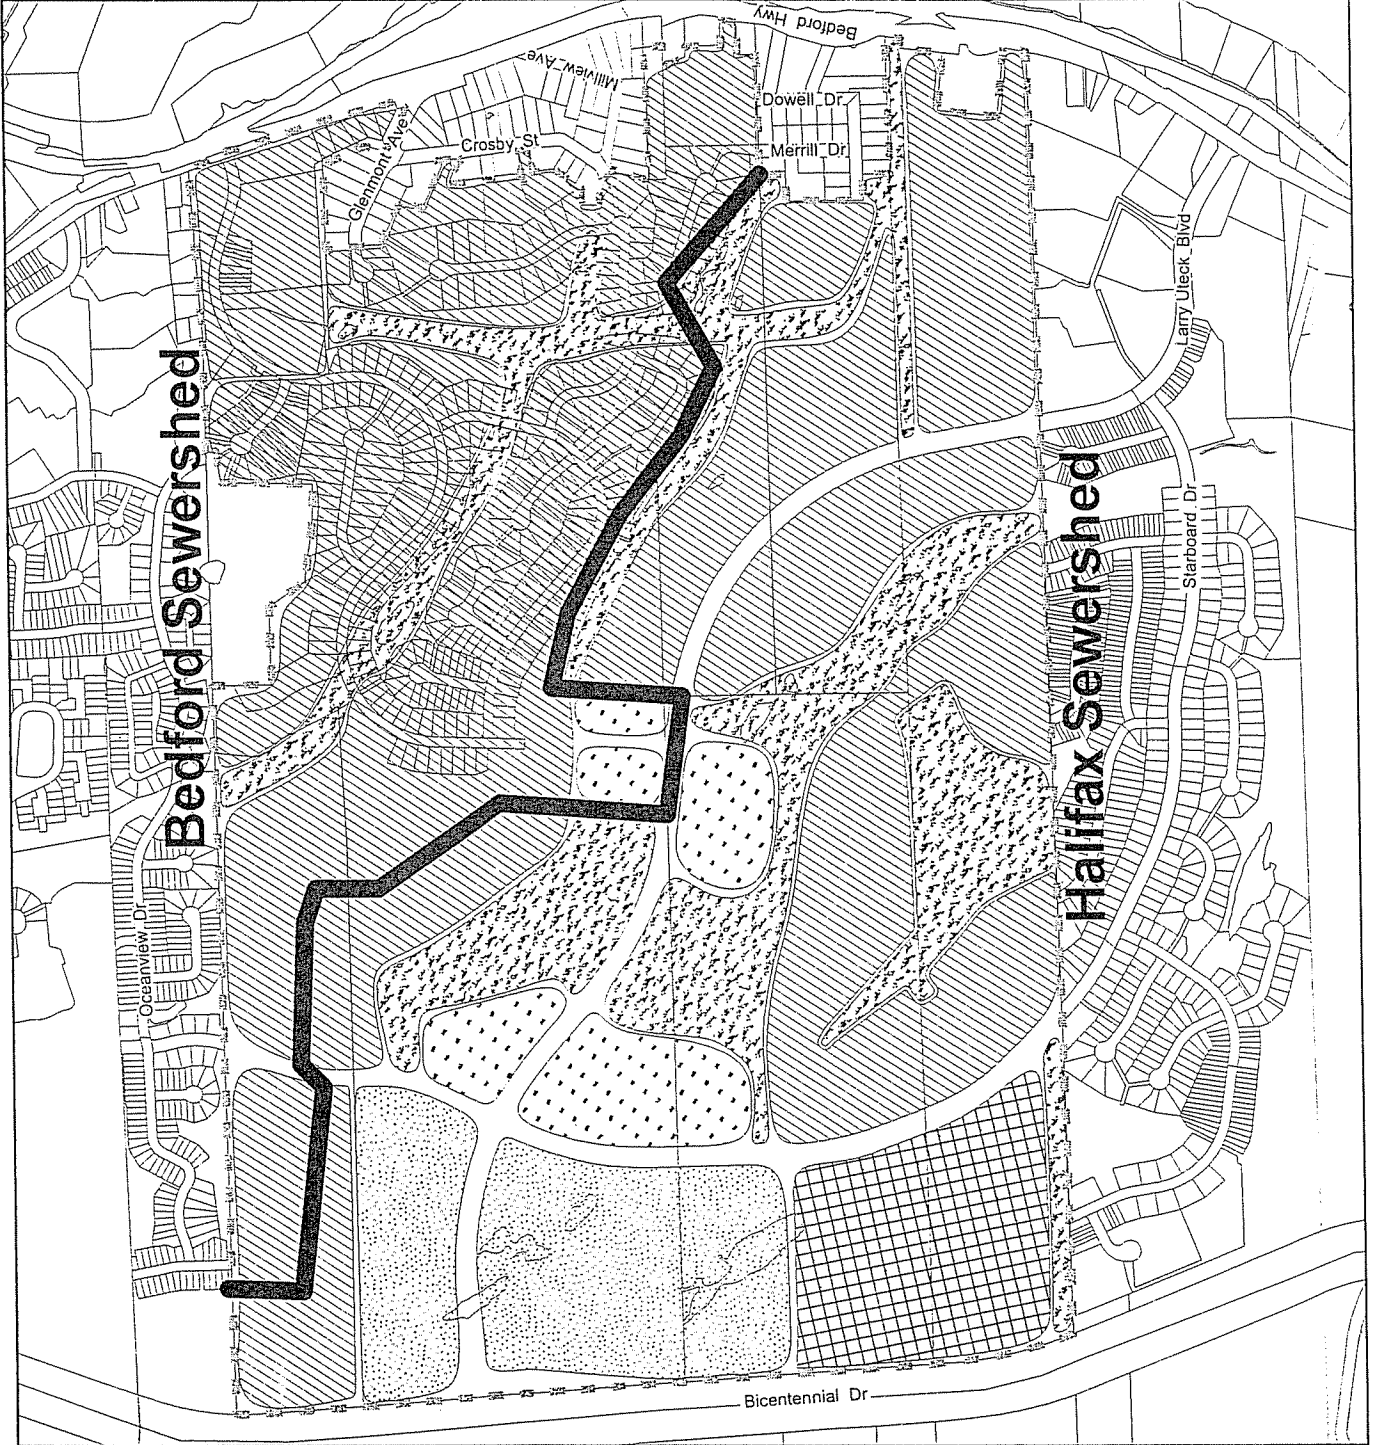 Bedford Hwy
Millview Ave
Dowell Dr
Crosby St
Merrill Dr
Glenmont Ave
Larry Uteck Blvd
Bedford Sewershed
Halifax Sewershed
Starboard Dr
Oceanview Dr
Bicentennial Dr